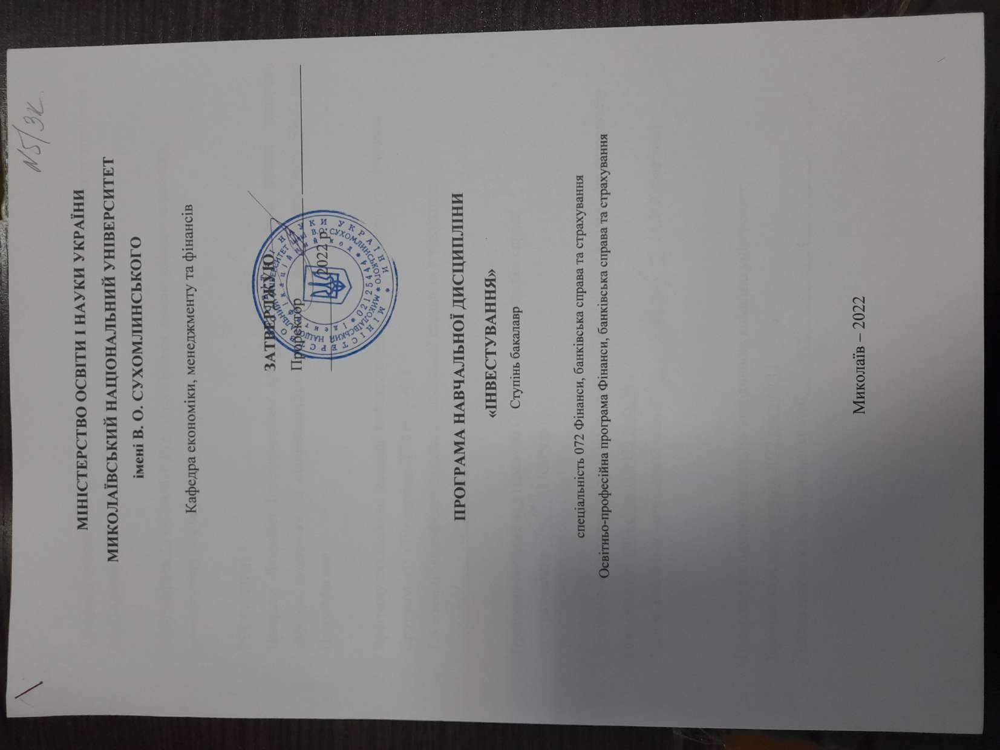 N5/3к
МІНІСТЕРСТВО ОСВІТИ І НАУКИ УКРАЇНИ
МИКОЛАЇВСЬКИЙ НАЦІОНАЛЬНИЙ УНІВЕРСИТЕТ
імені В. О. СУХОМЛИНСЬКОГО
Кафедра економіки, менеджменту та фінансів
ЗАТВЕРДЖУЮ
Проректор
2022 р.
МІНІСТЕРСТВО ОСВІТИ І НАУКИ УКРАЇНИ
МИКОЛАЇВСЬКИЙ НАЦІОНАЛЬНИЙ УНІВЕРСИТЕТ ІМЕНІ В.О. СУХОМЛИНСЬКОГО
Ідентифікаційний код 02125444
ПРОГРАМА НАВЧАЛЬНОЇ ДИСЦИПЛІНИ
«ІНВЕСТУВАННЯ»
Ступінь бакалавр
спеціальність 072 Фінанси, банківська справа та страхування
Освітньо-професійна програма Фінанси, банківська справа та страхування
Миколаїв – 2022